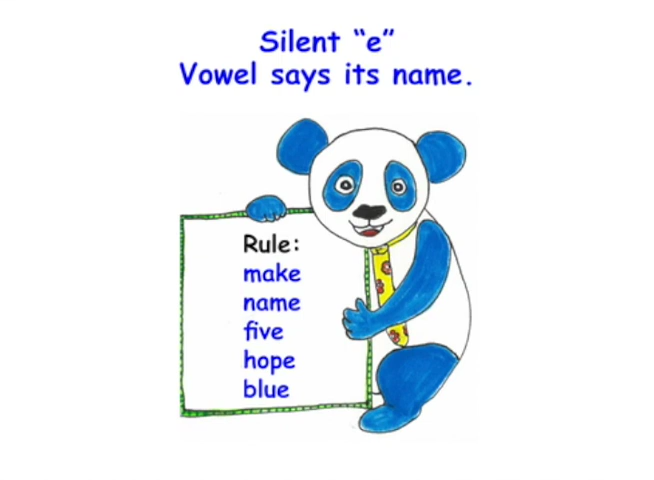 Silent “e”
Vowel says its name.
Rule:
make
name
five
hope
blue